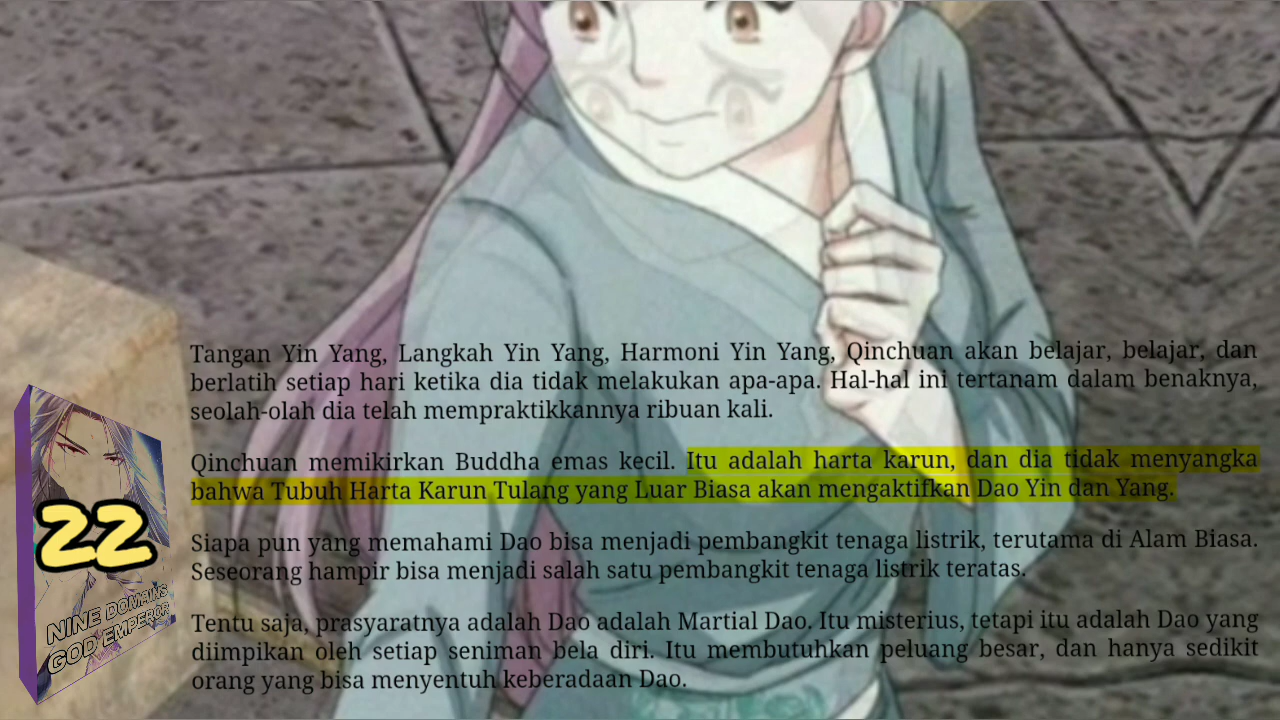 Tangan Yin Yang, Langkah Yin Yang, Harmoni Yin Yang, Qinchuan akan belajar, belajar, dan
berlatih setiap hari ketika dia tidak melakukan apa-apa. Hal-hal ini tertanam dalam benaknya,
seolah-olah dia telah mempraktikkannya ribuan kali.
Qinchuan memikirkan Buddha emas kecil. Itu adalah harta karun, dan dia tidak menyangka
bahwa Tubuh Harta Karun Tulang yang Luar Biasa akan mengaktifkan Dao Yin dan Yang.
Siapa pun yang memahami Dao bisa menjadi pembangkit tenaga listrik, terutama di Alam Biasa.
Seseorang hampir bisa menjadi salah satu pembangkit tenaga listrik teratas.
Tentu saja, prasyaratnya adalah Dao adalah Martial Dao. Itu misterius, tetapi itu adalah Dao yang
diimpikan oleh setiap seniman bela diri. Itu membutuhkan peluang besar, dan hanya sedikit
orang yang bisa menyentuh keberadaan Dao.
22
NINE DOMAINS
GOD EMPEROR